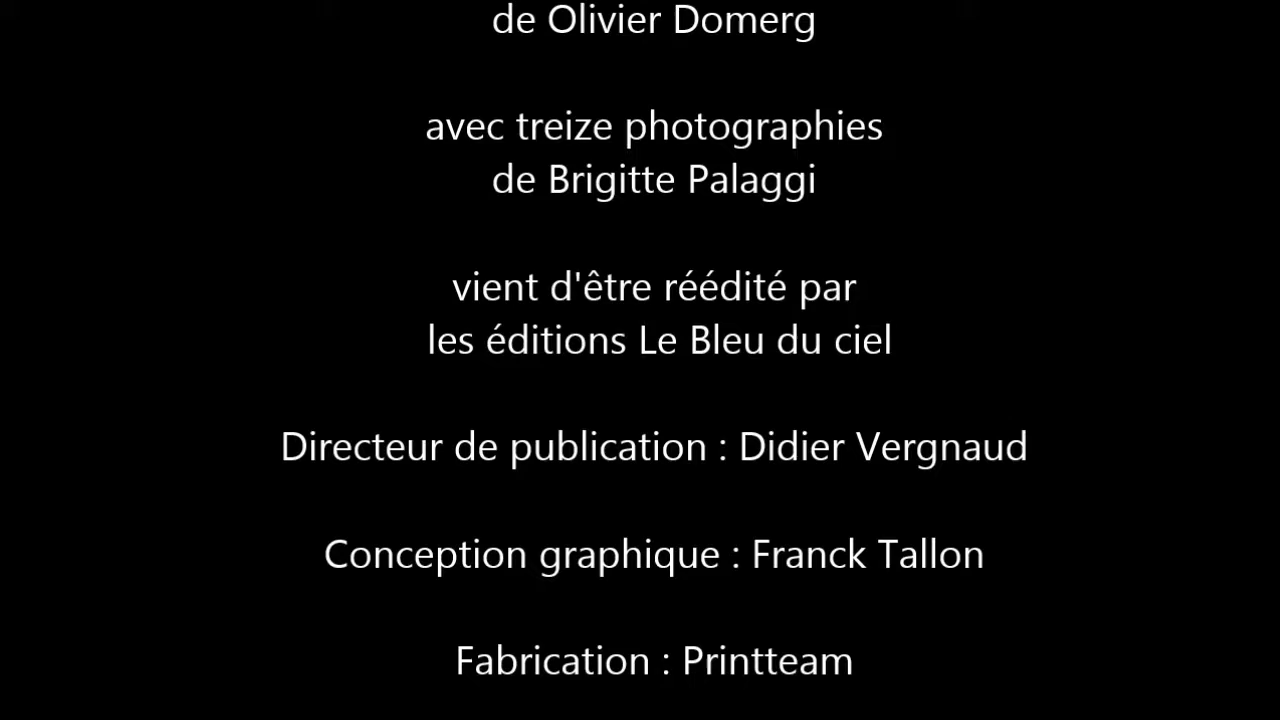 de Olivier Domerg
avec treize photographies
de Brigitte Palaggi
vient d'être réédité par
les éditions Le Bleu du ciel
Directeur de publication : Didier Vergnaud
Conception graphique : Franck Tallon
Fabrication : Printteam